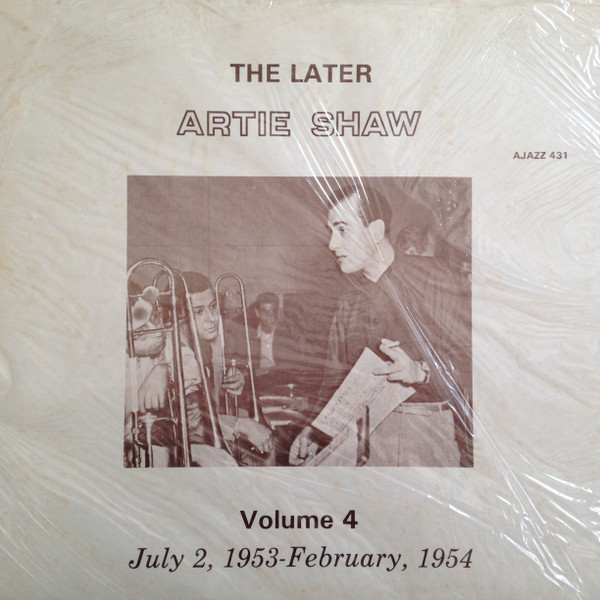 THE LATER
ARTIE SHAW
AJAZZ 431
Volume 4
July 2, 1953-February, 1954